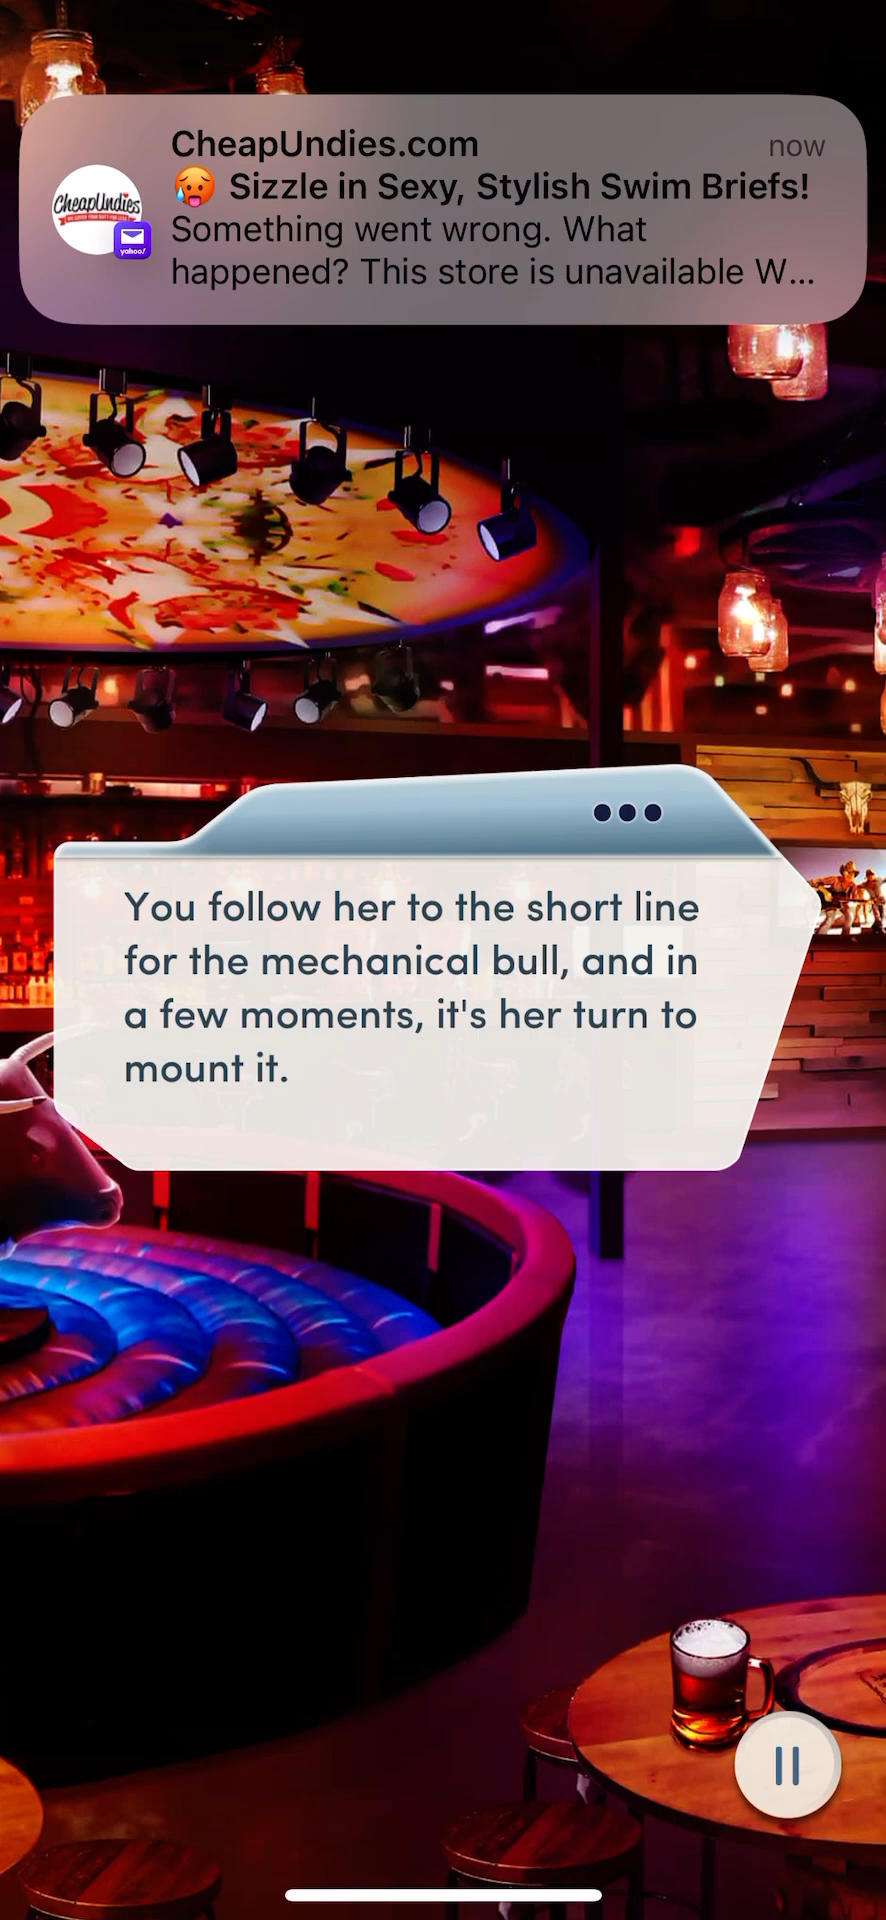 CheapUndies.com now
🥵 Sizzle in Sexy, Stylish Swim Briefs!
Something went wrong. What
happened? This store is unavailable W...
CheapUndies
yahoo!
You follow her to the short line
for the mechanical bull, and in
a few moments, it's her turn to
mount it.